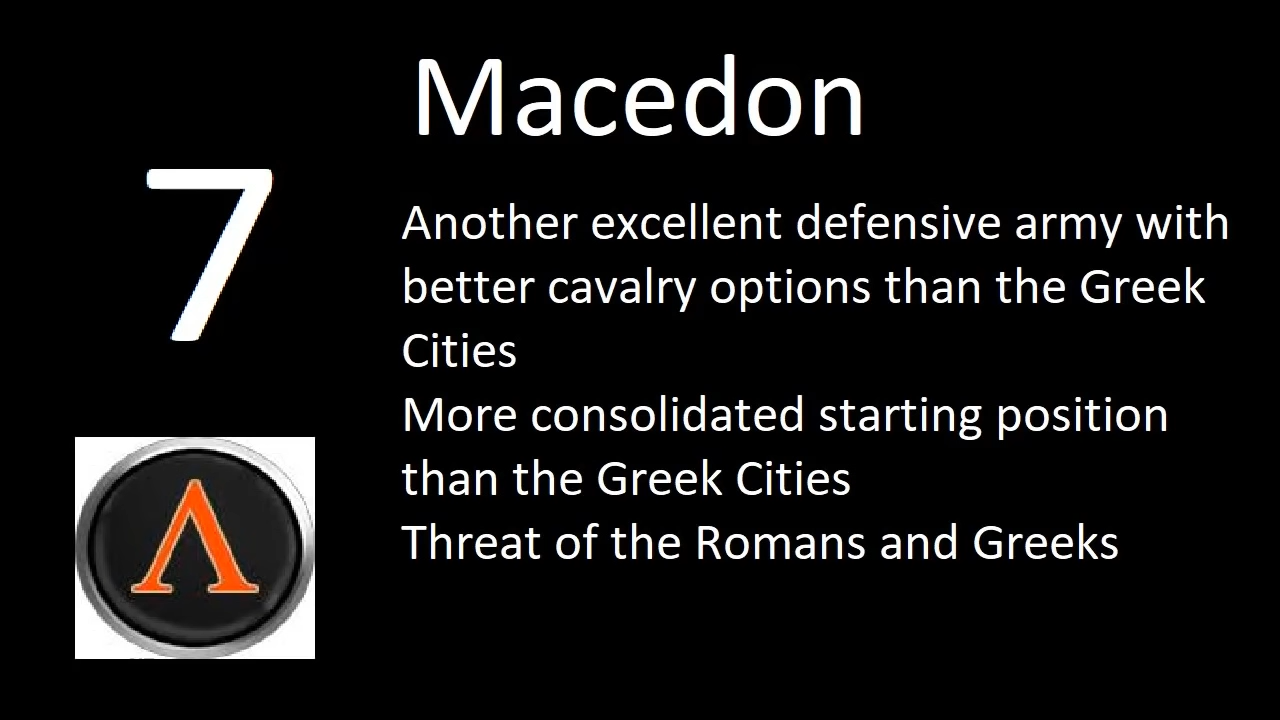 Macedon
7
Another excellent defensive army with
better cavalry options than the Greek
Cities
More consolidated starting position
than the Greek Cities
Threat of the Romans and Greeks
Λ